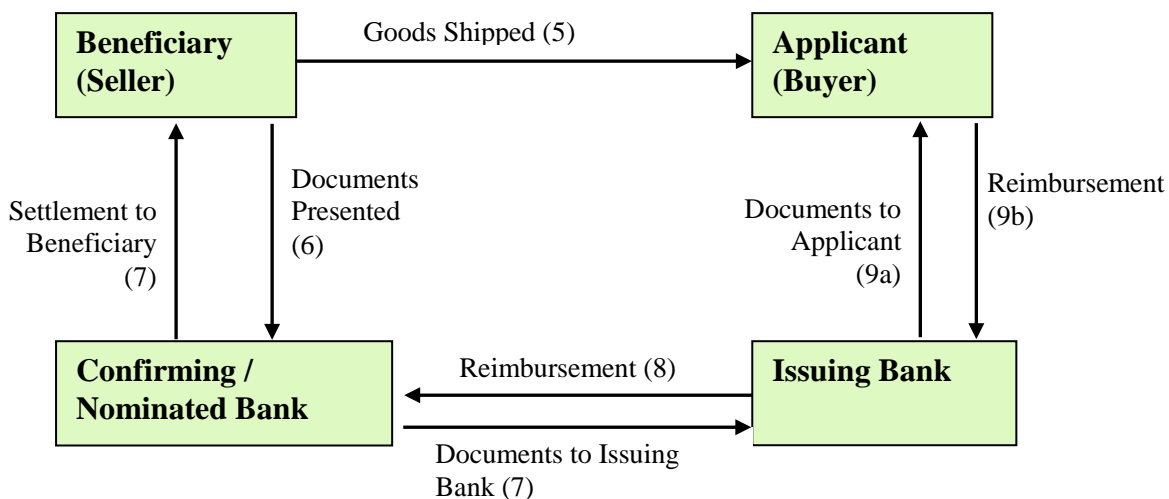 Goods Shipped (5)
Beneficiary
(Seller)
Applicant
(Buyer)
Settlement to
Beneficiary
(7)
Documents
Presented
(6)
Documents to
Applicant
(9a)
Reimbursement
(9b)
Confirming /
Nominated Bank
Reimbursement (8)
Issuing Bank
Documents to Issuing
Bank (7)